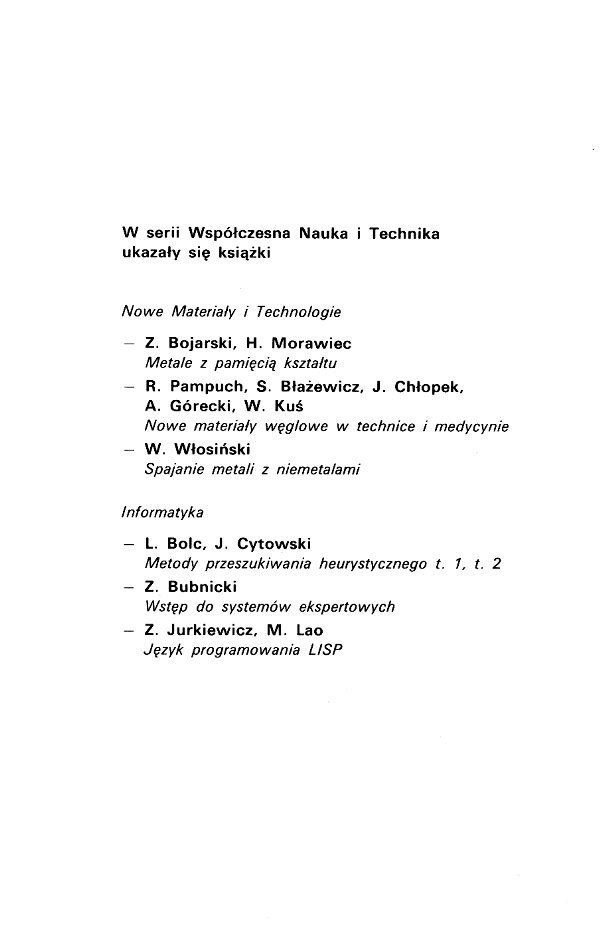 W serii Współczesna Nauka i Technika
ukazały się książki
Nowe Materiały i Technologie
— Z. Bojarski, H. Morawiec
Metale z pamięcią kształtu
— R. Pampuch, S. Błażewicz, J. Chłopek,
A. Górecki, W. Kuś
Nowe materiały węglowe w technice i medycynie
— W. Włosiński
Spajanie metali z niemetalami
Informatyka
— L. Bolc, J. Cytowski
Metody przeszukiwania heurystycznego t. 1, t. 2
— Z. Bubnicki
Wstęp do systemów ekspertowych
— Z. Jurkiewicz, M. Lao
Język programowania LISP